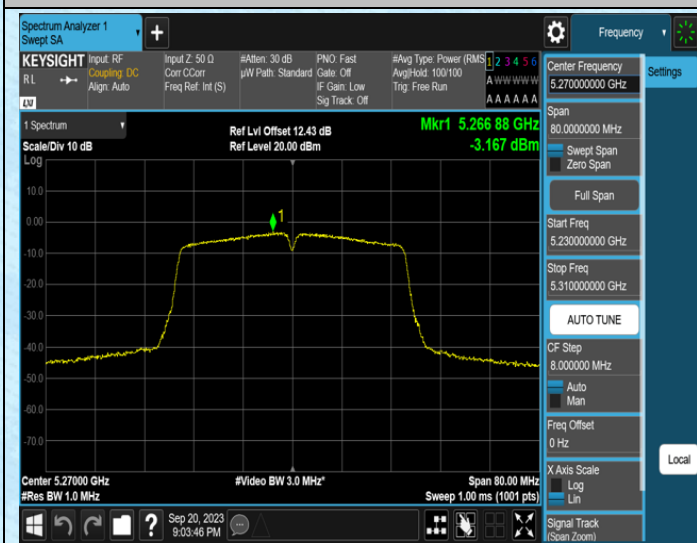 Spectrum Analyzer 1
Swept SA
+
Frequency
KEYSIGHT
RL
LXI
Input: RF
Coupling: DC
Align: Auto
Input Z: 50 Ω
Corr CCorr
Freq Ref: Int (S)
#Atten: 30 dB
µW Path: Standard
PNO: Fast
Gate: Off
IF Gain: Low
Sig Track: Off
#Avg Type: Power (RMS
Avg|Hold: 100/100
Trig: Free Run
1 2 3 4 5 6
A W W W W W
A A A A A A
1 Spectrum
Scale/Div 10 dB
Ref Lvl Offset 12.43 dB
Ref Level 20.00 dBm
Mkr1 5.266 88 GHz
-3.167 dBm
Log
10.0
0.00
-10.0
-20.0
-30.0
-40.0
-50.0
-60.0
-70.0
1
Center 5.27000 GHz
#Res BW 1.0 MHz
#Video BW 3.0 MHz*
Span 80.00 MHz
Sweep 1.00 ms (1001 pts)
Center Frequency
5.270000000 GHz
Span
80.0000000 MHz
Swept Span
Zero Span
Full Span
Start Freq
5.230000000 GHz
Stop Freq
5.310000000 GHz
AUTO TUNE
CF Step
8.000000 MHz
Auto
Man
Freq Offset
0 Hz
X Axis Scale
Log
Lin
Signal Track
(Span Zoom)
Settings
Local
?
Sep 20, 2023
9:03:46 PM